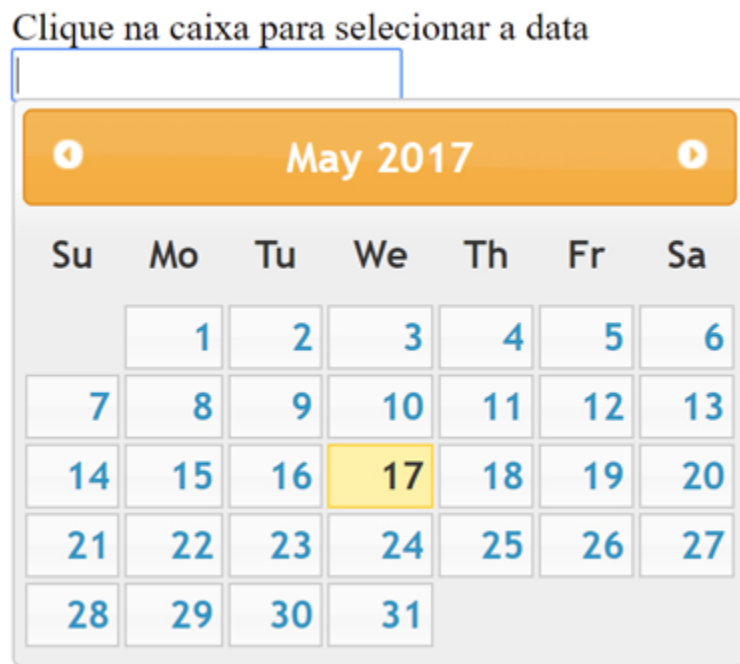 Clique na caixa para selecionar a data
May 2017
Su Mo Tu We Th Fr Sa
1 2 3 4 5 6
7 8 9 10 11 12 13
14 15 16 17 18 19 20
21 22 23 24 25 26 27
28 29 30 31